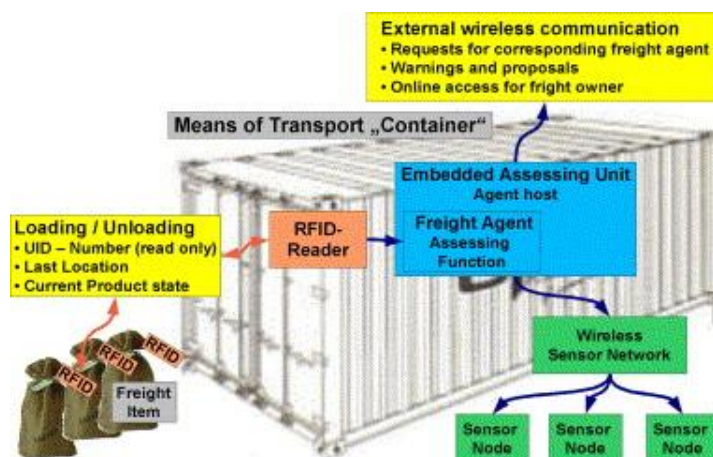 External wireless communication
• Requests for corresponding freight agent
• Warnings and proposals
• Online access for fright owner
Means of Transport „Container“
Embedded Assessing Unit
Agent host
Freight Agent
Assessing
Function
RFID-
Reader
Loading / Unloading
• UID – Number (read only)
• Last Location
• Current Product state
RFID
RFID
RFID
Freight
Item
Wireless
Sensor Network
Sensor
Node
Sensor
Node
Sensor
Node